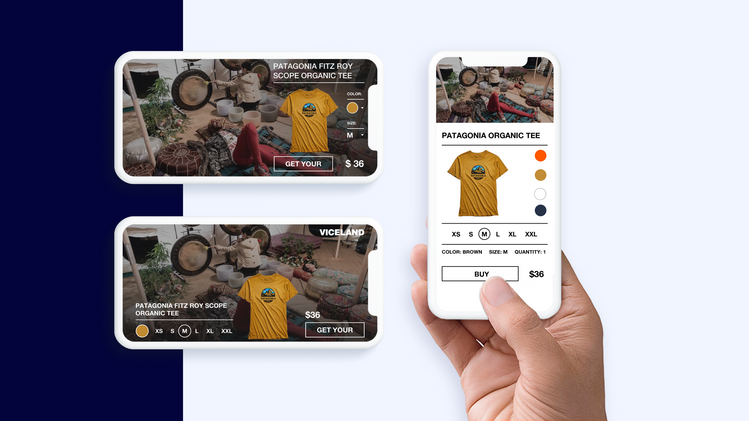 PATAGONIA FITZ ROY
SCOPE ORGANIC TEE
COLOR:
SIZE:
M
GET YOUR
$ 36
VICELAND
PATAGONIA FITZ ROY SCOPE
ORGANIC TEE
XS S M L XL XXL
$36
GET YOUR
PATAGONIA ORGANIC TEE
XS S M L XL XXL
COLOR: BROWN SIZE: M QUANTITY: 1
BUY
$36